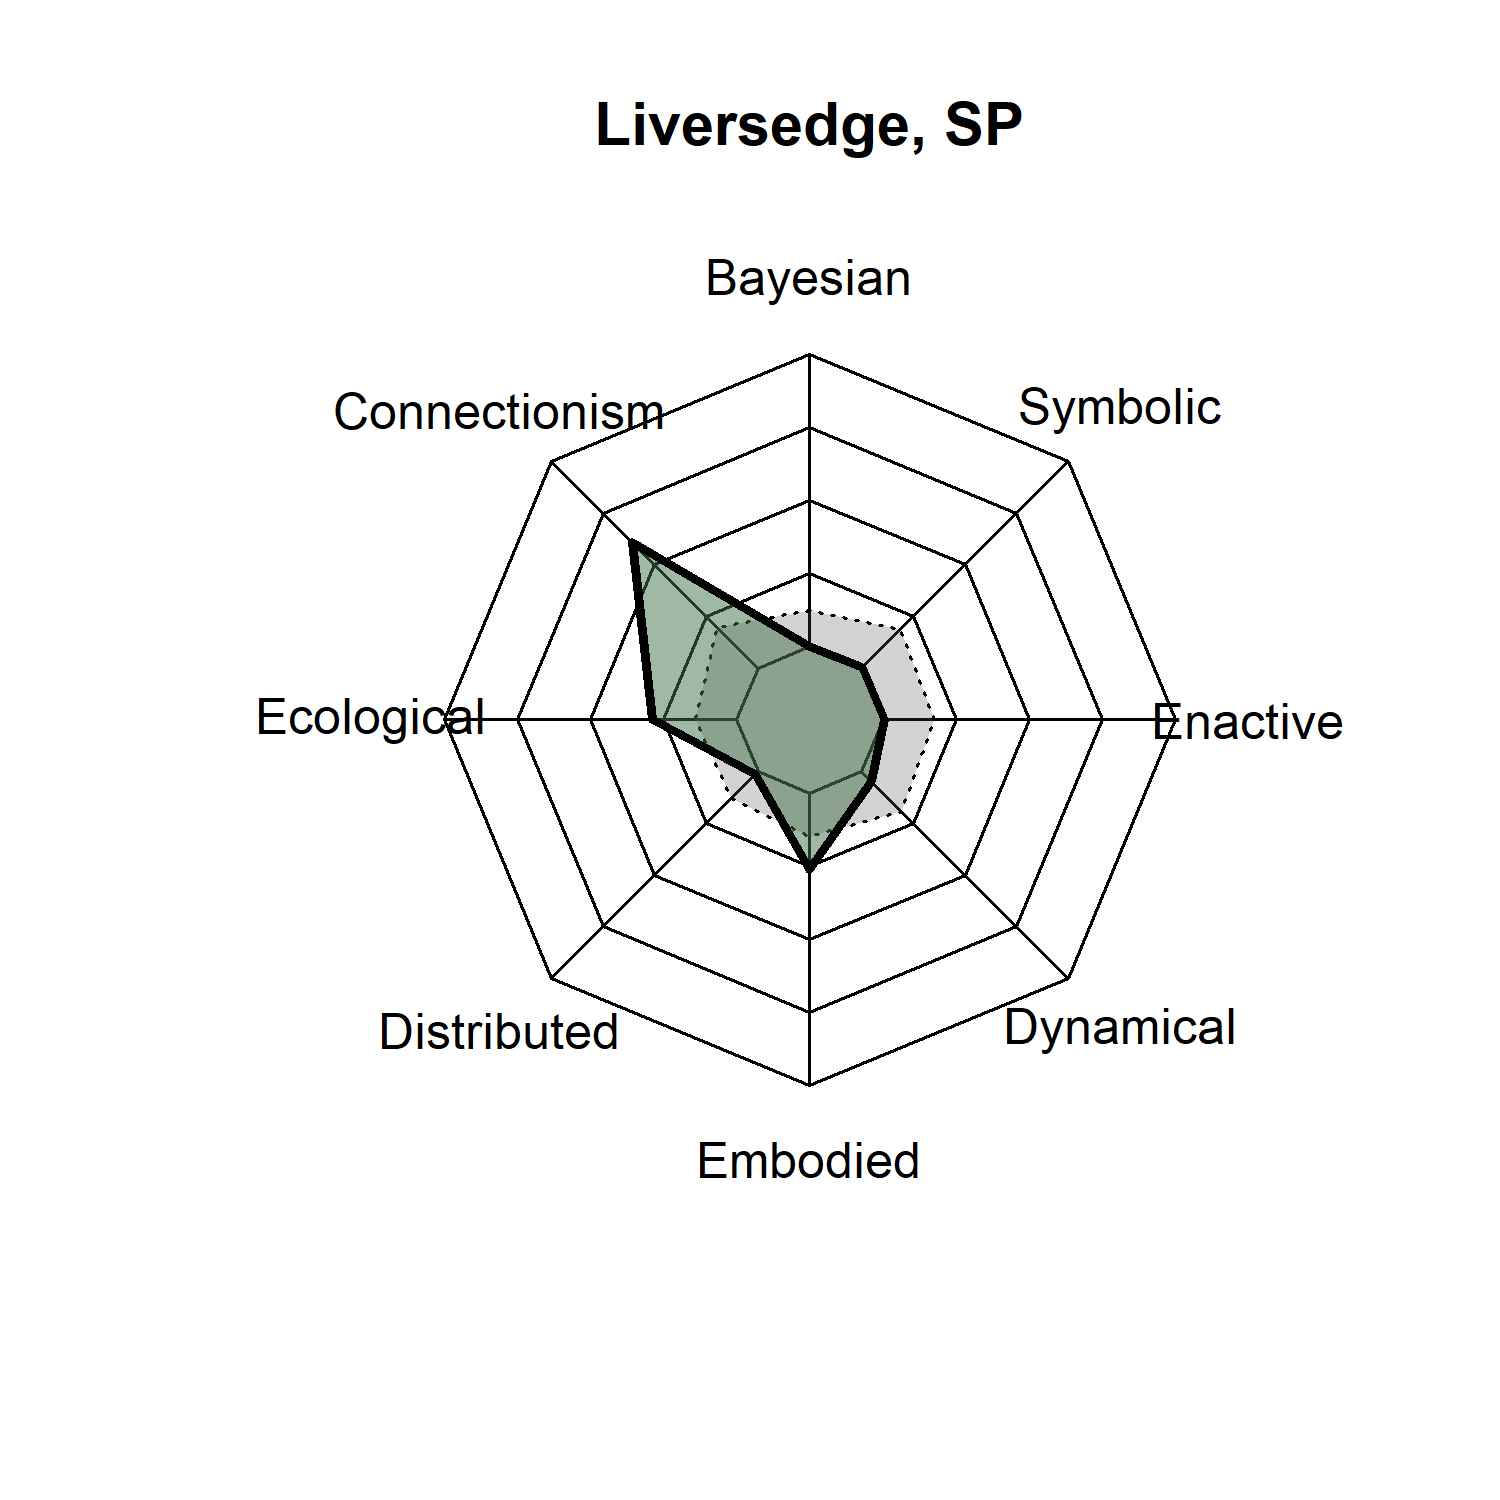 Liversedge, SP
Bayesian
Connectionism
Symbolic
Ecological
Enactive
Distributed
Dynamical
Embodied